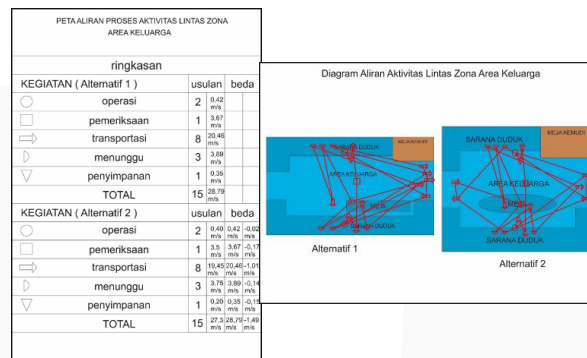 PETA ALIRAN PROSES AKTIVITAS LINTAS ZONA
AREA KELUARGA
ringkasan
KEGIATAN ( Alternatif 1 ) usulan beda
operasi 2 0,42 m/s
pemeriksaan 1 3,67 m/s
transportasi 8 20,46 m/s
menunggu 3 3,89 m/s
penyimpanan 1 0,35 m/s
TOTAL 15 28,79 m/s
KEGIATAN ( Alternatif 2 ) usulan beda
operasi 2 0,40 m/s 0,42 m/s -0,02 m/s
pemeriksaan 1 3,5 m/s 3,67 m/s -0,17 m/s
transportasi 8 19,45 m/s 20,46 m/s -1,01 m/s
menunggu 3 3,75 m/s 3,89 m/s -0,14 m/s
penyimpanan 1 0,20 m/s 0,35 m/s -0,15 m/s
TOTAL 15 27,3 m/s 28,79 m/s -1,49 m/s
Diagram Aliran Aktivitas Lintas Zona Area Keluarga
SARANA DUDUK
MEJA KEMUDI
AREA KELUARGA
MEJA
SARANA DUDUK
Alternatif 1
SARANA DUDUK
MEJA KEMUDI
AREA KELUARGA
MEJA
SARANA DUDUK
Alternatif 2